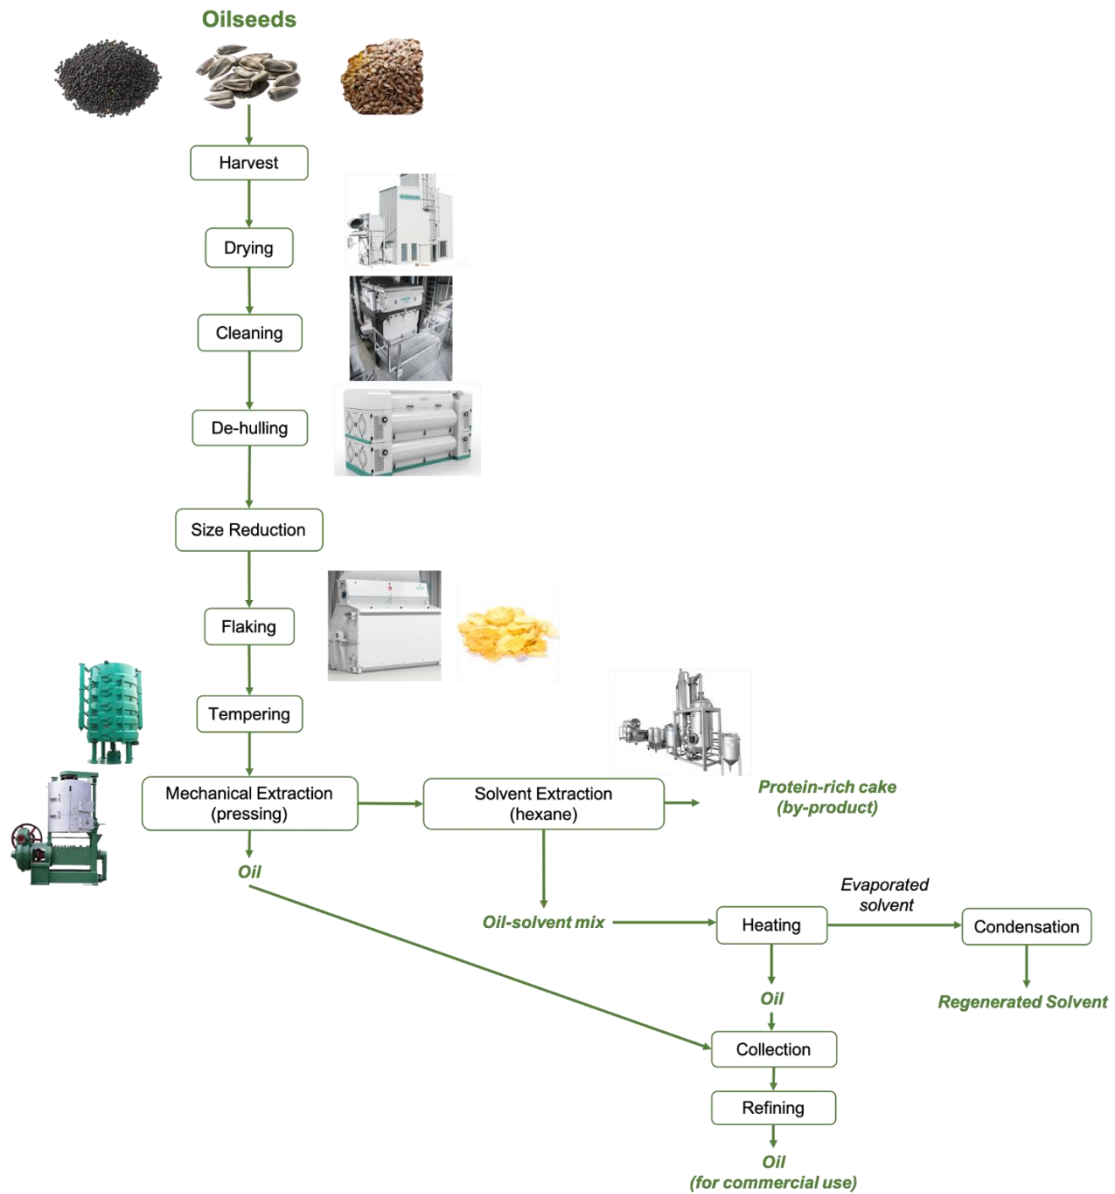 Oilseeds
Harvest
Drying
Cleaning
De-hulling
Size Reduction
Flaking
Tempering
Mechanical Extraction
(pressing)
Solvent Extraction
(hexane)
Protein-rich cake
(by-product)
Oil
Oil-solvent mix
Heating
Evaporated
solvent
Condensation
Oil
Regenerated Solvent
Collection
Refining
Oil
(for commercial use)